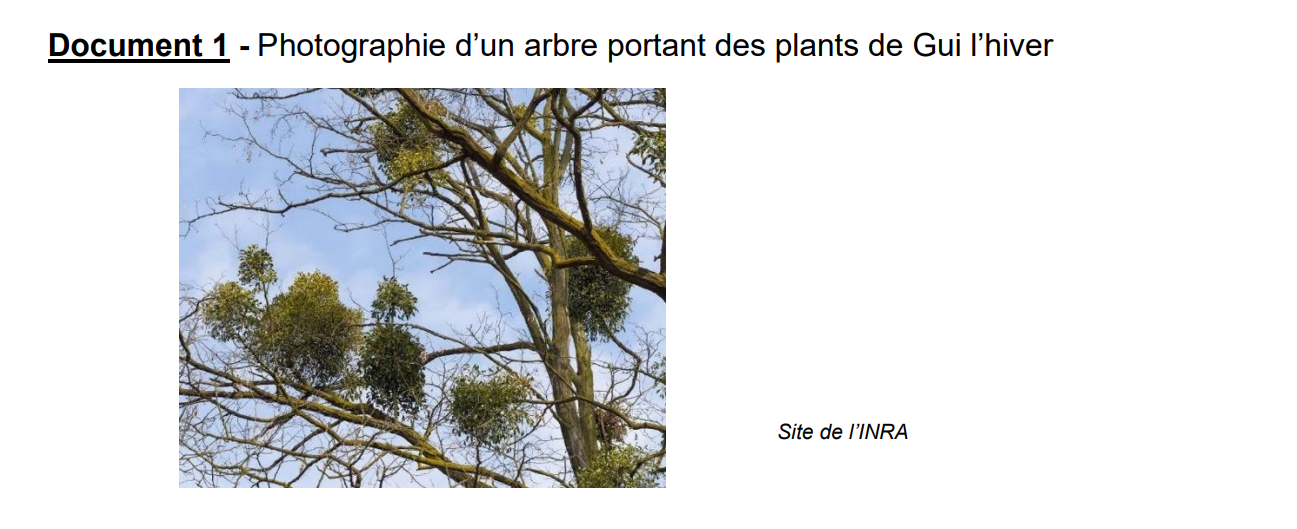 Document 1 - Photographie d’un arbre portant des plants de Gui l’hiver
Site de l’INRA